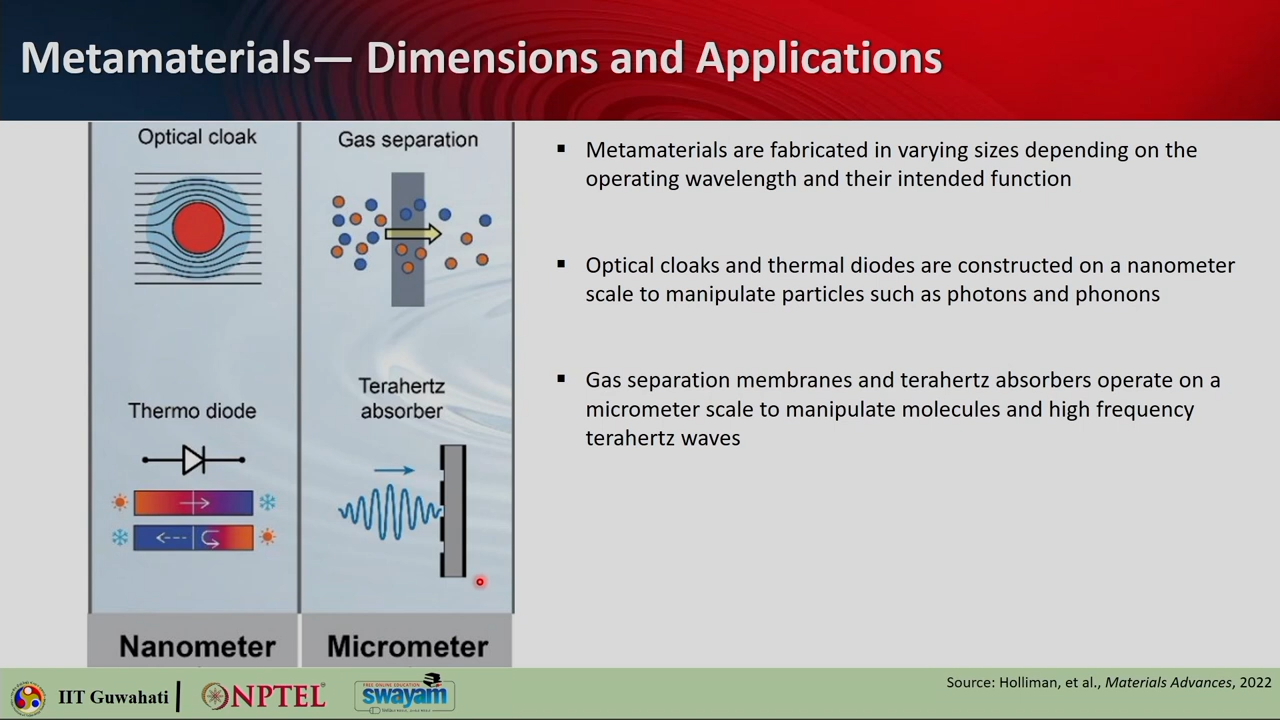 Metamaterials— Dimensions and Applications
Optical cloak
Gas separation
Thermo diode
Terahertz
absorber
Nanometer
Micrometer
▪ Metamaterials are fabricated in varying sizes depending on the
operating wavelength and their intended function
▪ Optical cloaks and thermal diodes are constructed on a nanometer
scale to manipulate particles such as photons and phonons
▪ Gas separation membranes and terahertz absorbers operate on a
micrometer scale to manipulate molecules and high frequency
terahertz waves
IIT Guwahati
NPTEL
FREE ONLINE EDUCATION
swayam
Source: Holliman, et al., Materials Advances, 2022